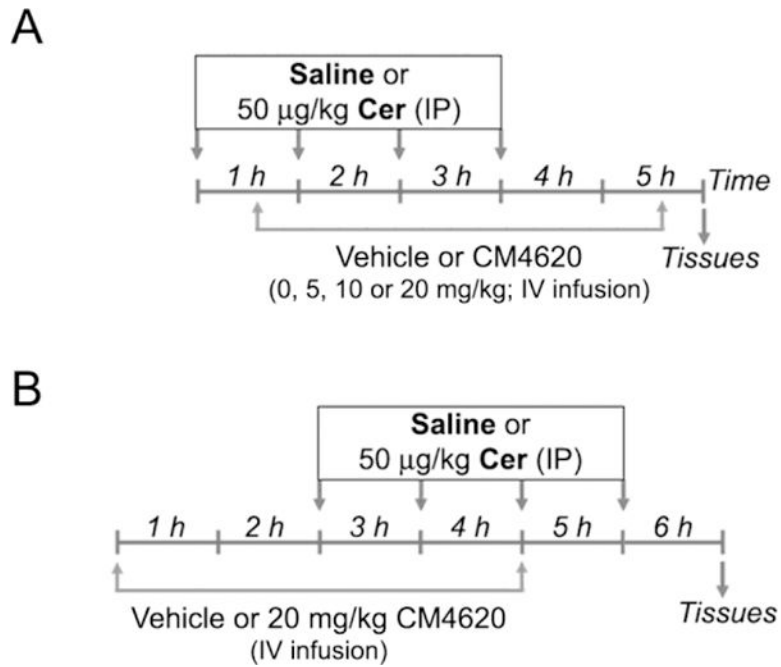 A
Saline or
50 μg/kg Cer (IP)
1 h 2 h 3 h 4 h 5 h Time
Vehicle or CM4620 Tissues
(0, 5, 10 or 20 mg/kg; IV infusion)
B
Saline or
50 μg/kg Cer (IP)
1 h 2 h 3 h 4 h 5 h 6 h
Vehicle or 20 mg/kg CM4620 Tissues
(IV infusion)